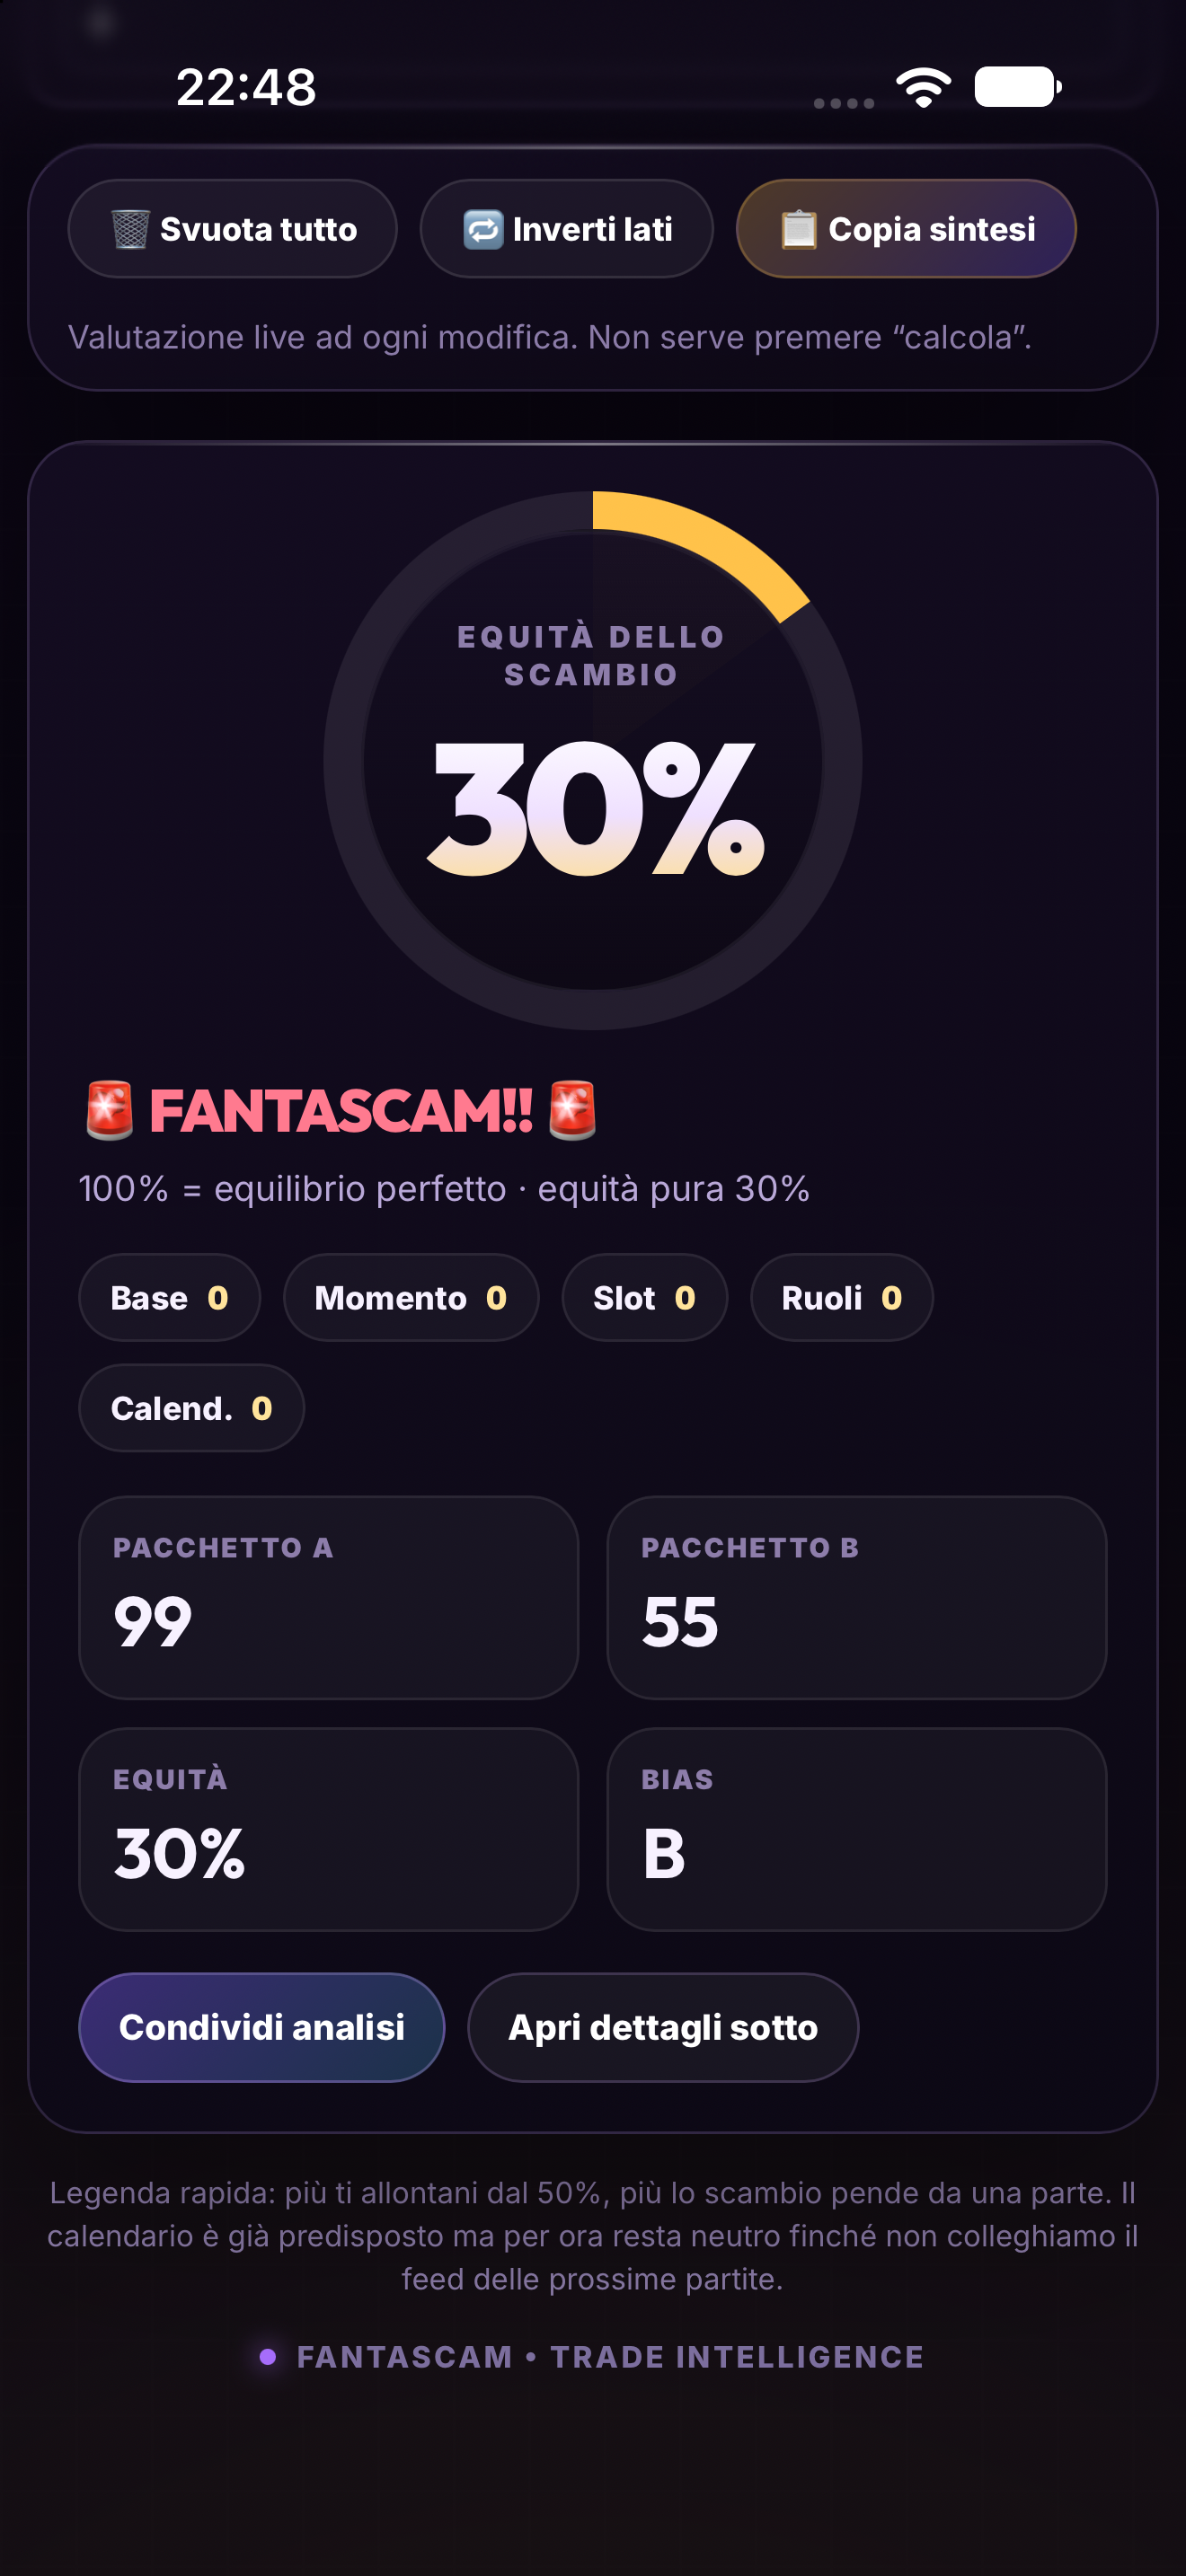 22:48
🗑️ Svuota tutto
🔁 Inverti lati
📋 Copia sintesi
Valutazione live ad ogni modifica. Non serve premere “calcola”.
EQUITÀ DELLO
SCAMBIO
30%
🚨 FANTASCAM!! 🚨
100% = equilibrio perfetto · equità pura 30%
Base 0
Momento 0
Slot 0
Ruoli 0
Calend. 0
PACCHETTO A
99
PACCHETTO B
55
EQUITÀ
30%
BIAS
B
Condividi analisi
Apri dettagli sotto
Legenda rapida: più ti allontani dal 50%, più lo scambio pende da una parte. Il
calendario è già predisposto ma per ora resta neutro finché non colleghiamo il
feed delle prossime partite.
FANTASCAM • TRADE INTELLIGENCE